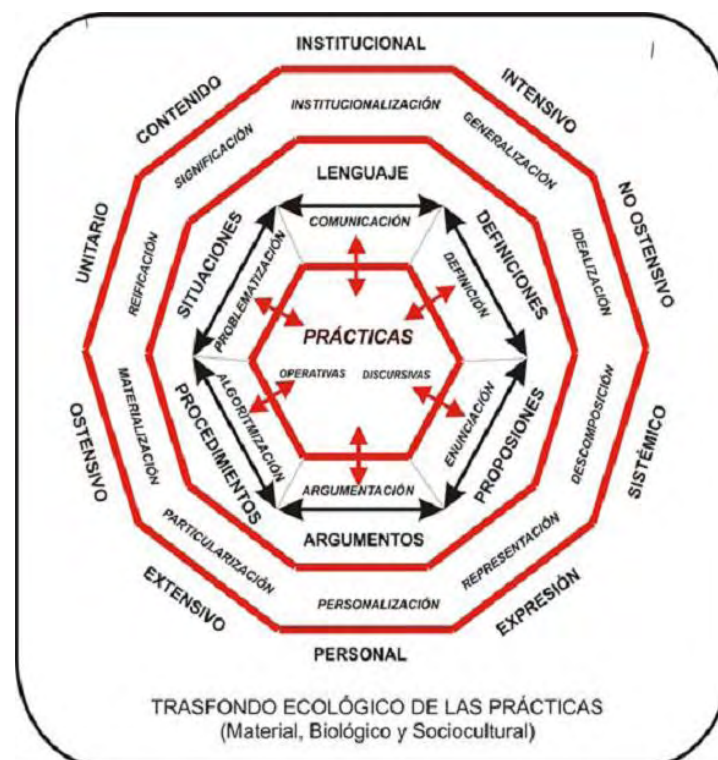 INSTITUCIONAL
CONTENIDO
INTENSIVO
INSTITUCIONALIZACIÓN
SIGNIFICACIÓN
GENERALIZACIÓN
UNITARIO
LENGUAJE
NO OSTENSIVO
REIFICACIÓN
SITUACIONES
COMUNICACIÓN
DEFINICIONES
IDEALIZACIÓN
PROBLEMATIZACIÓN
DEFINICIÓN
PRÁCTICAS
OPERATIVAS
DISCURSIVAS
OSTENSIVO
MATERIALIZACIÓN
PROCEDIMIENTOS
ALGORITMIZACIÓN
ENUNCIACIÓN
PROPOSIONES
DESCOMPOSICIÓN
SISTÉMICO
ARGUMENTACIÓN
ARGUMENTOS
PARTICULARIZACIÓN
REPRESENTACIÓN
EXTENSIVO
PERSONALIZACIÓN
EXPRESIÓN
PERSONAL
TRASFONDO ECOLÓGICO DE LAS PRÁCTICAS
(Material, Biológico y Sociocultural)